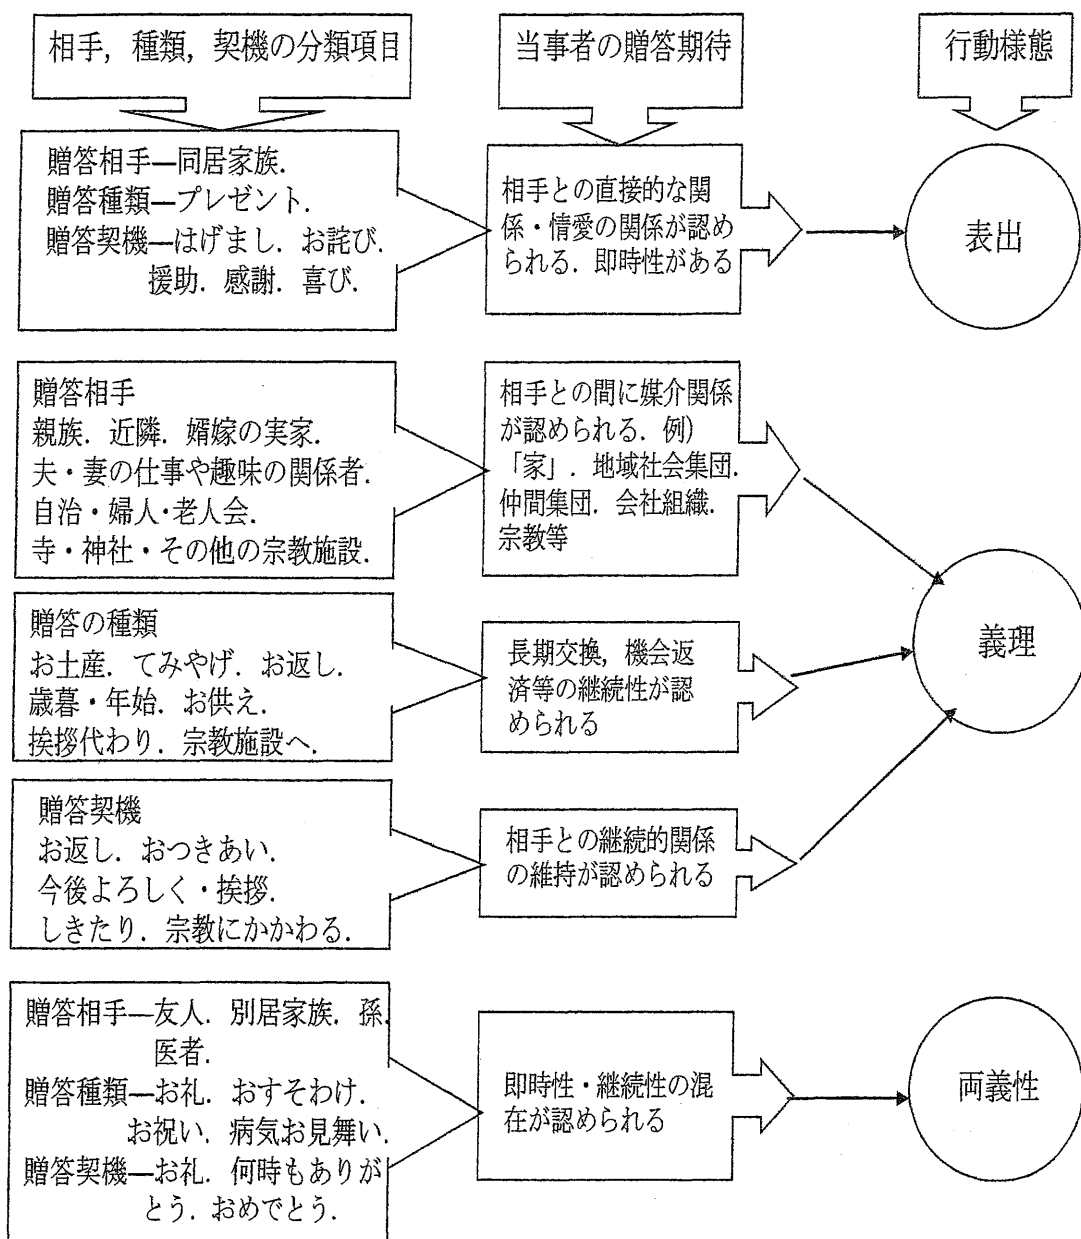 相手，種類，契機の分類項目
当事者の贈答期待
行動様態
贈答相手―同居家族．
贈答種類―プレゼント．
贈答契機―はげまし．お詫び．
援助．感謝．喜び．
相手との直接的な関
係・情愛の関係が認め
られる．即時性がある
表出
贈答相手
親族．近隣．婿嫁の実家．
夫・妻の仕事や趣味の関係者．
自治・婦人・老人会．
寺・神社・その他の宗教施設．
相手との間に媒介関係
が認められる．例）
「家」．地域社会集団．
仲間集団．会社組織．
宗教等
贈答の種類
お土産．てみやげ．お返し．
歳暮・年始．お供え．
挨拶代わり．宗教施設へ．
長期交換，機会返
済等の継続性が認
められる
義理
贈答契機
お返し．おつきあい．
今後よろしく・挨拶．
しきたり．宗教にかかわる．
相手との継続的関係
の維持が認められる
贈答相手―友人．別居家族．孫．
医者．
贈答種類―お礼．おすそわけ．
お祝い．病気お見舞い．
贈答契機―お礼．何時もありが
とう．おめでとう．
即時性・継続性の混
在が認められる
両義性